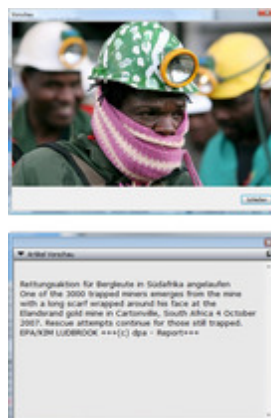 Vorschau
Schließen
Artikel Vorschau
Rettungsaktion für Bergleute in Südafrika angelaufen
One of the 3000 trapped miners emerges from the mine
with a long scarf wrapped around his face at the
Elandsrand gold mine in Cartonville, South Africa 4 October
2007. Rescue attempts continue for those still trapped.
EPA/KIM LUDBROOK +++(c) dpa - Report+++